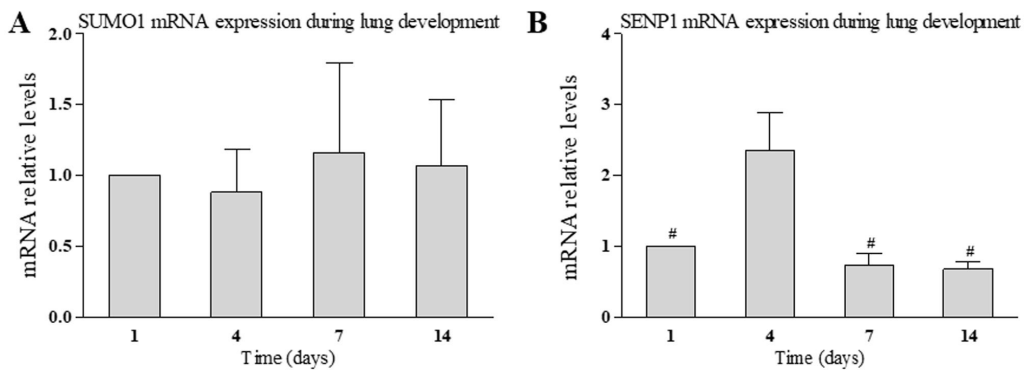 A
SUMO1 mRNA expression during lung development
mRNA relative levels
2.0
1.5
1.0
0.5
0.0
1 4 7 14
Time (days)
B
SENP1 mRNA expression during lung development
mRNA relative levels
4
3
2
1
0
# # #
1 4 7 14
Time (days)